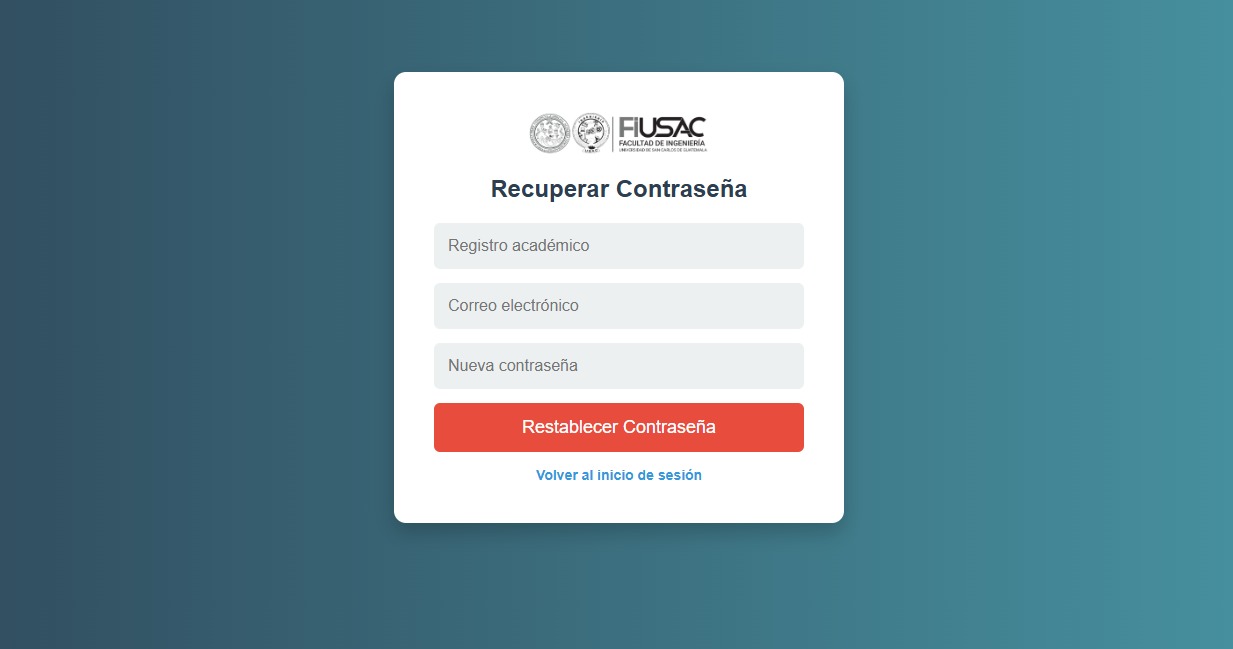 FIUSAC
FACULTAD DE INGENIERÍA
UNIVERSIDAD DE SAN CARLOS DE GUATEMALA
Recuperar Contraseña
Registro académico
Correo electrónico
Nueva contraseña
Restablecer Contraseña
Volver al inicio de sesión